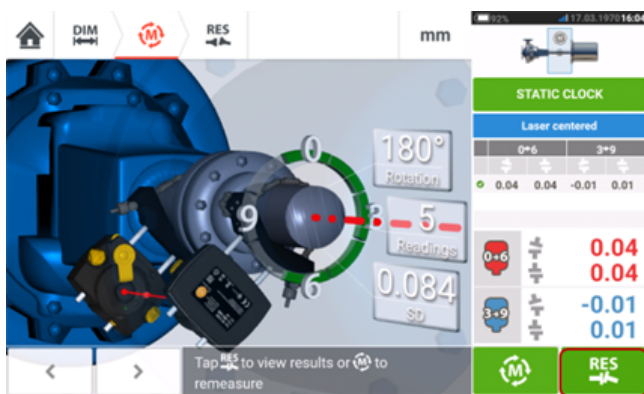 DIM
M
RES
mm
92%
17.03.1970 16:04
STATIC CLOCK
Laser centered
0+6 3+9
0.04 0.04 -0.01 0.01
0
9
6
180°
Rotation
5
Readings
0.084
SD
0+6
0.04
0.04
3+9
-0.01
0.01
Tap RES to view results or M to
remeasure
M
RES